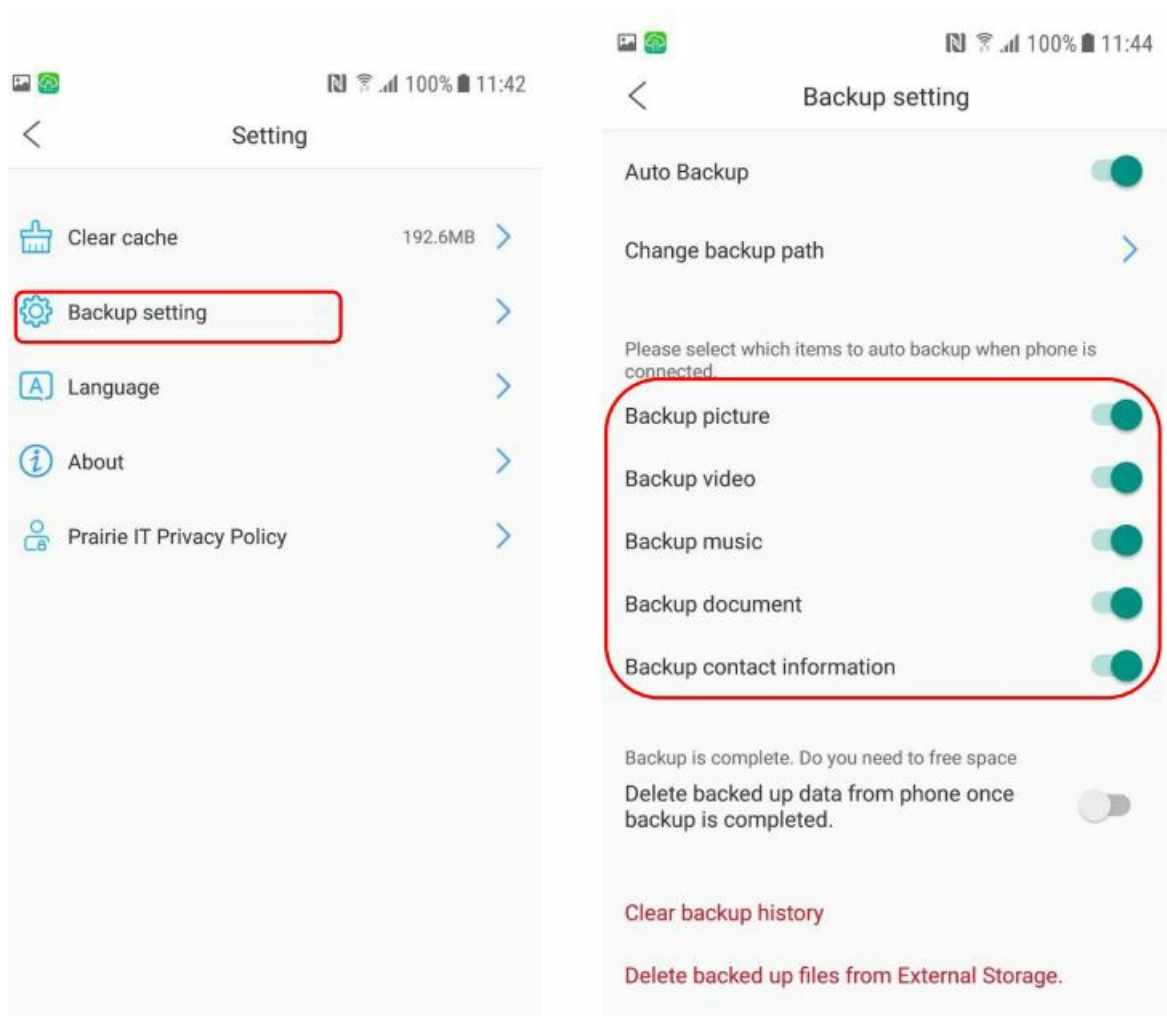 100% 11:42
Setting
Clear cache 192.6MB
Backup setting
A Language
i About
Prairie IT Privacy Policy
N 100% 11:44
Backup setting
Auto Backup
Change backup path
Please select which items to auto backup when phone is
connected.
Backup picture
Backup video
Backup music
Backup document
Backup contact information
Backup is complete. Do you need to free space
Delete backed up data from phone once
backup is completed.
Clear backup history
Delete backed up files from External Storage.